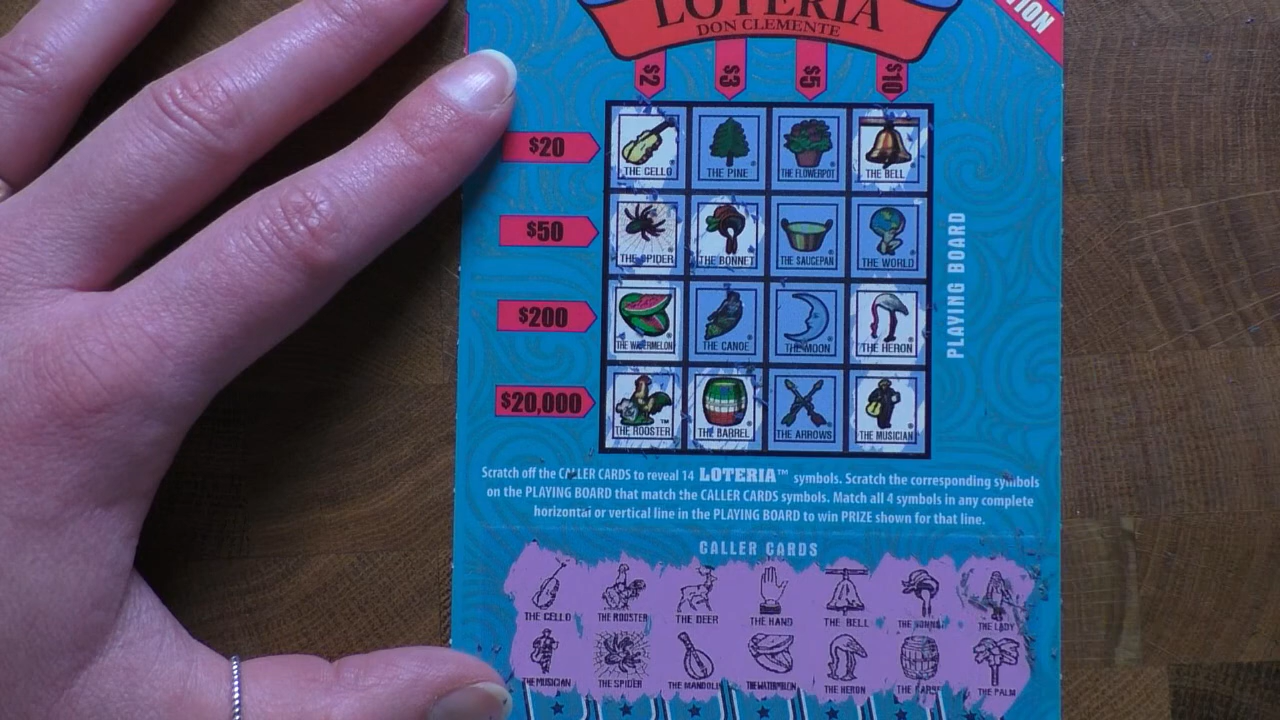 LOTERIA
DON CLEMENTE
TION
$2 $3 $5 $10
$20
THE CELLO THE PINE THE FLOWERPOT THE BELL
$50
THE SPIDER THE BONNET THE SAUCEPAN THE WORLD
$200
THE WATERMELON THE CANOE THE MOON THE HERON
$20,000
THE ROOSTER™ THE BARREL THE ARROWS THE MUSICIAN
PLAYING BOARD
Scratch off the CALLER CARDS to reveal 14 LOTERIA™ symbols. Scratch the corresponding symbols
on the PLAYING BOARD that match the CALLER CARDS symbols. Match all 4 symbols in any complete
horizontal or vertical line in the PLAYING BOARD to win PRIZE shown for that line.
CALLER CARDS
THE CELLO THE ROOSTER THE DEER THE HAND THE BELL THE BONNET THE LADY
THE MUSICIAN THE SPIDER THE MANDOLIN THE WATERMELON THE HERON THE BARREL THE PALM